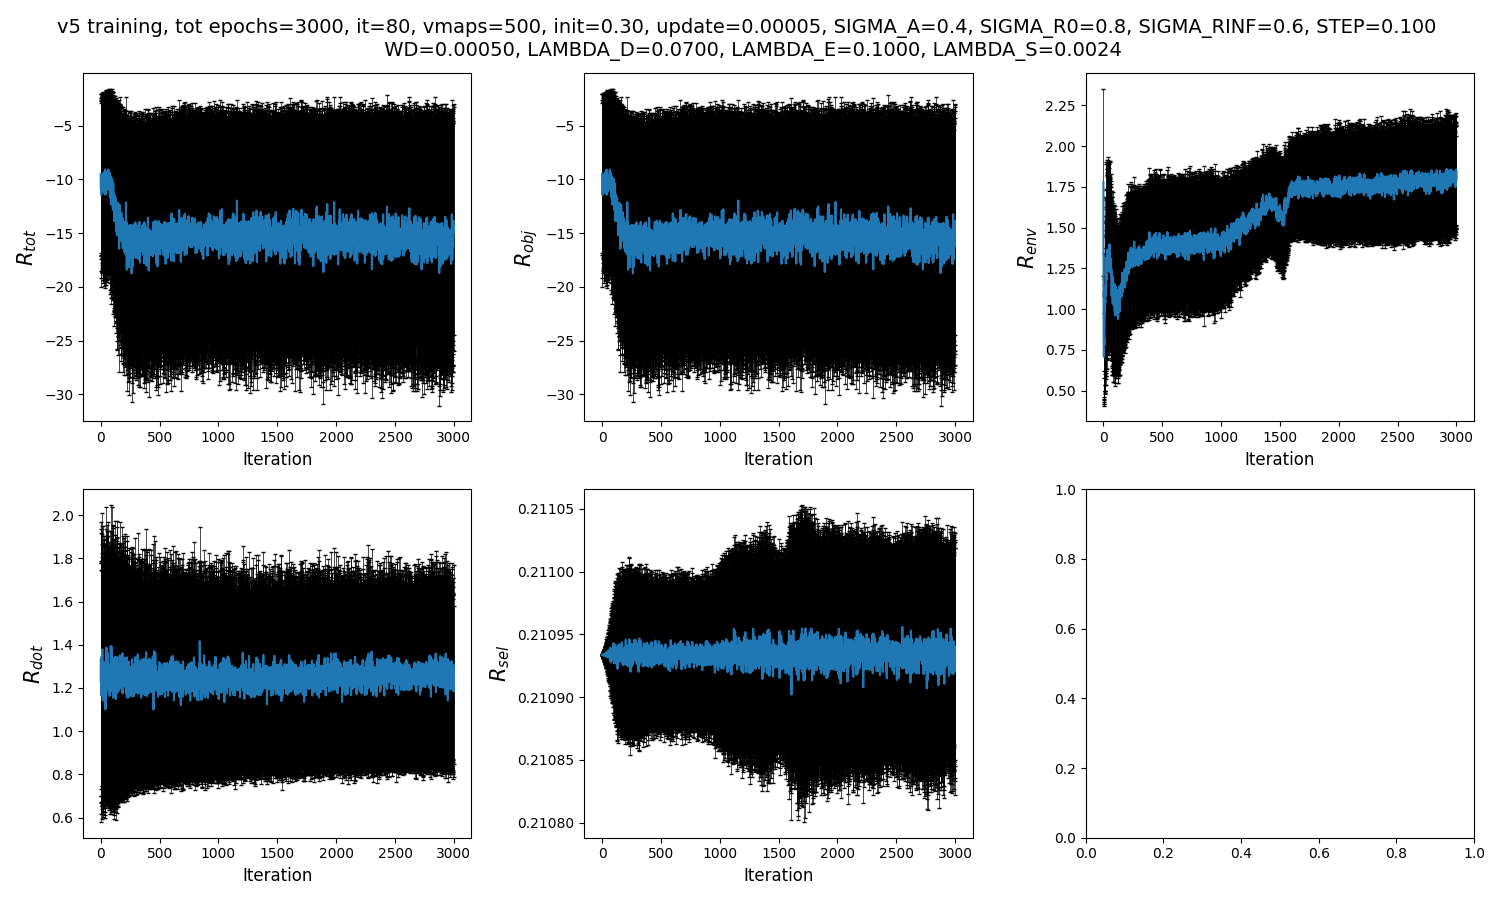 v5 training, tot epochs=3000, it=80, vmaps=500, init=0.30, update=0.00005, SIGMA_A=0.4, SIGMA_R0=0.8, SIGMA_RINF=0.6, STEP=0.100
WD=0.00050, LAMBDA_D=0.0700, LAMBDA_E=0.1000, LAMBDA_S=0.0024
R_tot
−5
−10
−15
−20
−25
−30
0 500 1000 1500 2000 2500 3000
Iteration
R_obj
−5
−10
−15
−20
−25
−30
0 500 1000 1500 2000 2500 3000
Iteration
R_env
2.25
2.00
1.75
1.50
1.25
1.00
0.75
0.50
0 500 1000 1500 2000 2500 3000
Iteration
R_dot
2.0
1.8
1.6
1.4
1.2
1.0
0.8
0.6
0 500 1000 1500 2000 2500 3000
Iteration
R_sel
0.21105
0.21100
0.21095
0.21090
0.21085
0.21080
0 500 1000 1500 2000 2500 3000
Iteration
1.0
0.8
0.6
0.4
0.2
0.0
0.0 0.2 0.4 0.6 0.8 1.0